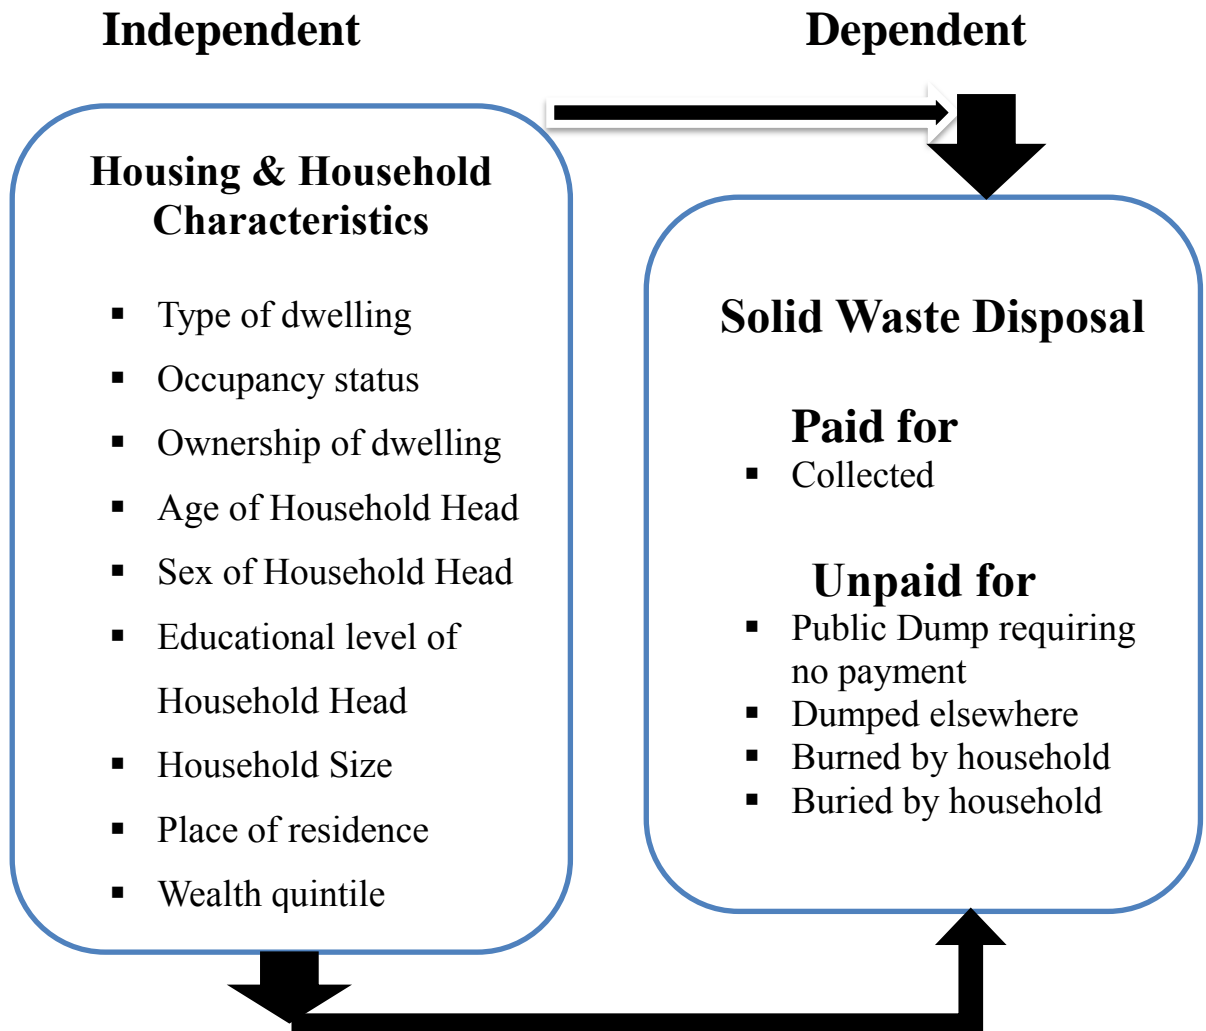 Independent
Dependent
Housing & Household
Characteristics
▪ Type of dwelling
▪ Occupancy status
▪ Ownership of dwelling
▪ Age of Household Head
▪ Sex of Household Head
▪ Educational level of
Household Head
▪ Household Size
▪ Place of residence
▪ Wealth quintile
Solid Waste Disposal
Paid for
▪ Collected
Unpaid for
▪ Public Dump requiring
no payment
▪ Dumped elsewhere
▪ Burned by household
▪ Buried by household